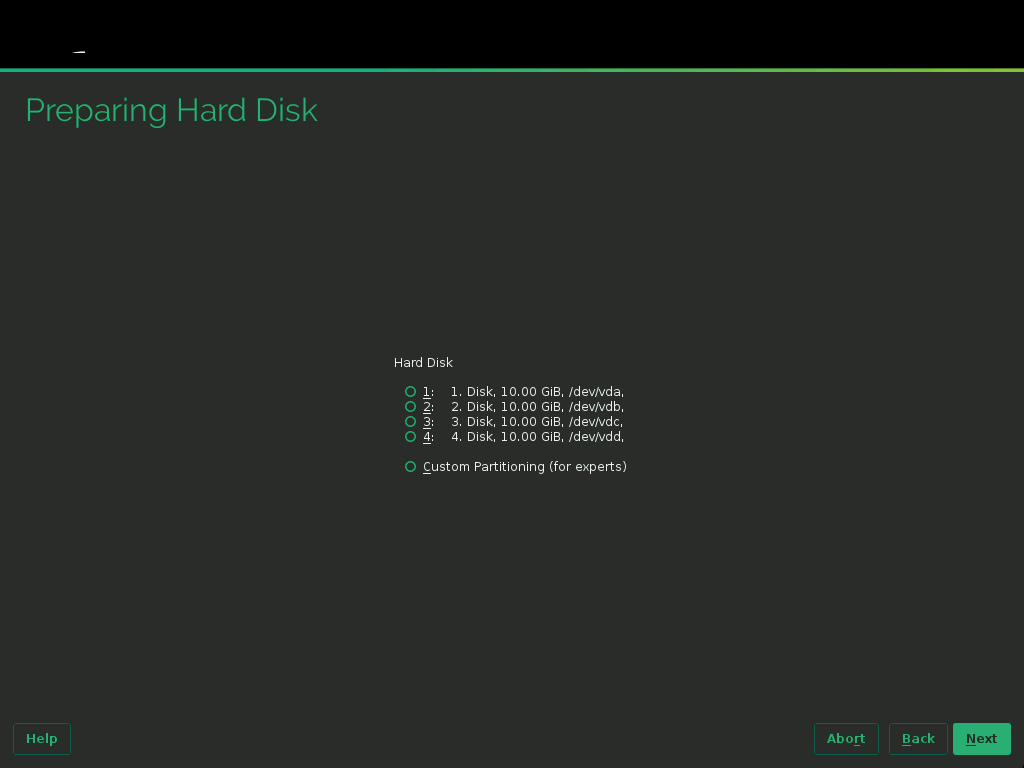 Preparing Hard Disk
Hard Disk
1: 1. Disk, 10.00 GiB, /dev/vda,
2: 2. Disk, 10.00 GiB, /dev/vdb,
3: 3. Disk, 10.00 GiB, /dev/vdc,
4: 4. Disk, 10.00 GiB, /dev/vdd,
Custom Partitioning (for experts)
Help Abort Back Next